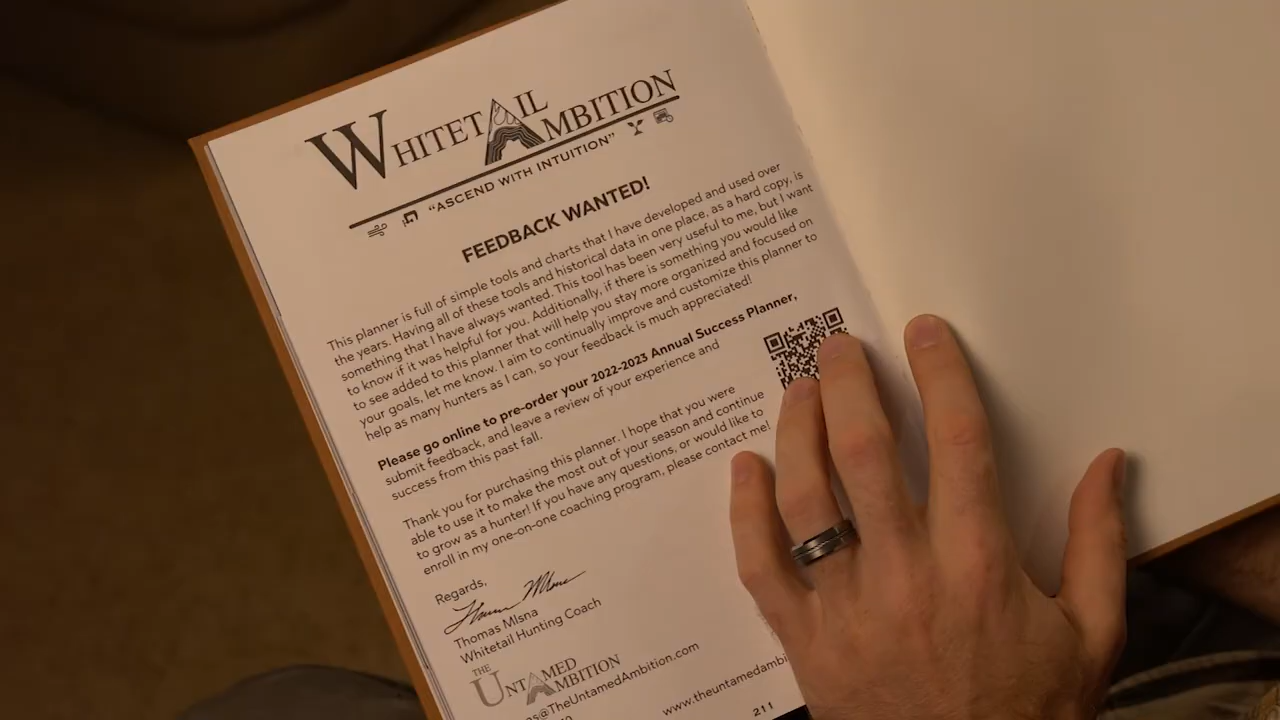 WHITETAIL AMBITION
"ASCEND WITH INTUITION"
FEEDBACK WANTED!
This planner is full of simple tools and charts that I have developed and used over
the years. Having all of these tools and historical data in one place, as a hard copy, is
something that I have always wanted. This tool has been very useful to me, but I want
to know if it was helpful for you. Additionally, if there is something you would like
to see added to this planner that will help you stay more organized and focused on
your goals, let me know. I aim to continually improve and customize this planner to
help as many hunters as I can, so your feedback is much appreciated!
Please go online to pre-order your 2022-2023 Annual Success Planner,
submit feedback, and leave a review of your experience and
success from this past fall.
Thank you for purchasing this planner. I hope that you were
able to use it to make the most out of your season and continue
to grow as a hunter! If you have any questions, or would like to
enroll in my one-on-one coaching program, please contact me!
Regards,
Thomas Mlsna
Whitetail Hunting Coach
THE UNTAMED AMBITION
as@TheUntamedAmbition.com
www.theuntamedambi
211